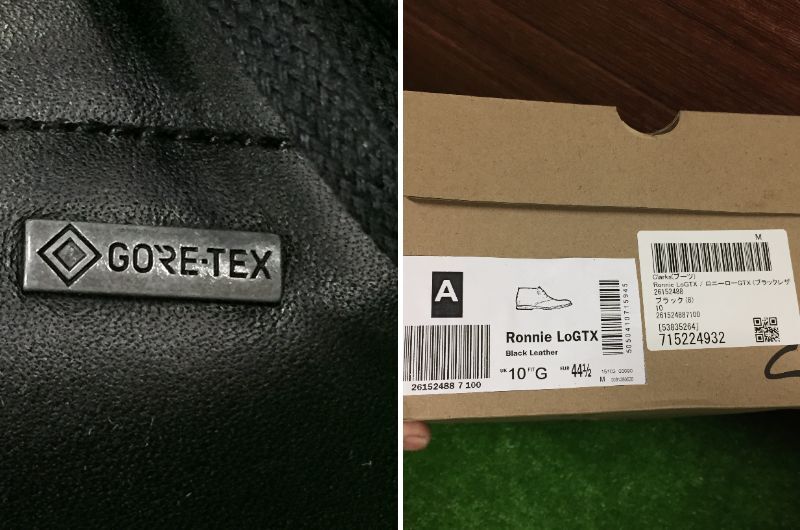 GORE-TEX
A
Ronnie LoGTX
Black Leather
UK 10 FIT G EUR 44½
26152488 7 100
5050410715945
M
M
Clarks(ブーツ)
Ronnie LoGTX / ロニーローGTX (ブラックレザ
26152488
ブラック(8)
10
261524887100
[53835264]
715224932